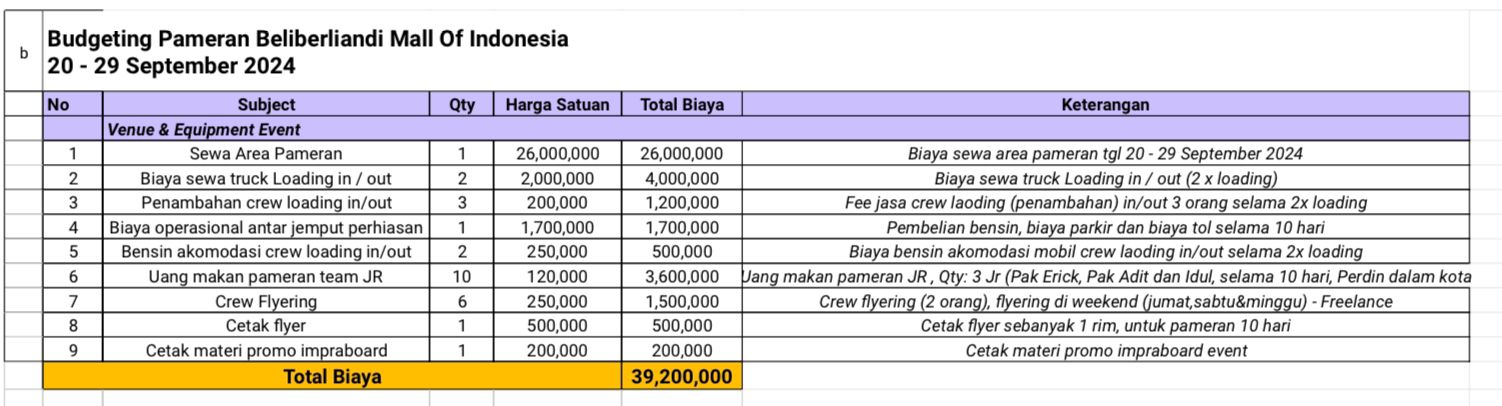 b
Budgeting Pameran Beliberliandi Mall Of Indonesia
20 - 29 September 2024
No Subject Qty Harga Satuan Total Biaya Keterangan
Venue & Equipment Event
1 Sewa Area Pameran 1 26,000,000 26,000,000 Biaya sewa area pameran tgl 20 - 29 September 2024
2 Biaya sewa truck Loading in / out 2 2,000,000 4,000,000 Biaya sewa truck Loading in / out (2 x loading)
3 Penambahan crew loading in/out 3 200,000 1,200,000 Fee jasa crew laoding (penambahan) in/out 3 orang selama 2x loading
4 Biaya operasional antar jemput perhiasan 1 1,700,000 1,700,000 Pembelian bensin, biaya parkir dan biaya tol selama 10 hari
5 Bensin akomodasi crew loading in/out 2 250,000 500,000 Biaya bensin akomodasi mobil crew laoding in/out selama 2x loading
6 Uang makan pameran team JR 10 120,000 3,600,000 Uang makan pameran JR , Qty: 3 Jr (Pak Erick, Pak Adit dan Idul, selama 10 hari, Perdin dalam kota
7 Crew Flyering 6 250,000 1,500,000 Crew flyering (2 orang), flyering di weekend (jumat,sabtu&minggu) - Freelance
8 Cetak flyer 1 500,000 500,000 Cetak flyer sebanyak 1 rim, untuk pameran 10 hari
9 Cetak materi promo impraboard 1 200,000 200,000 Cetak materi promo impraboard event
Total Biaya 39,200,000